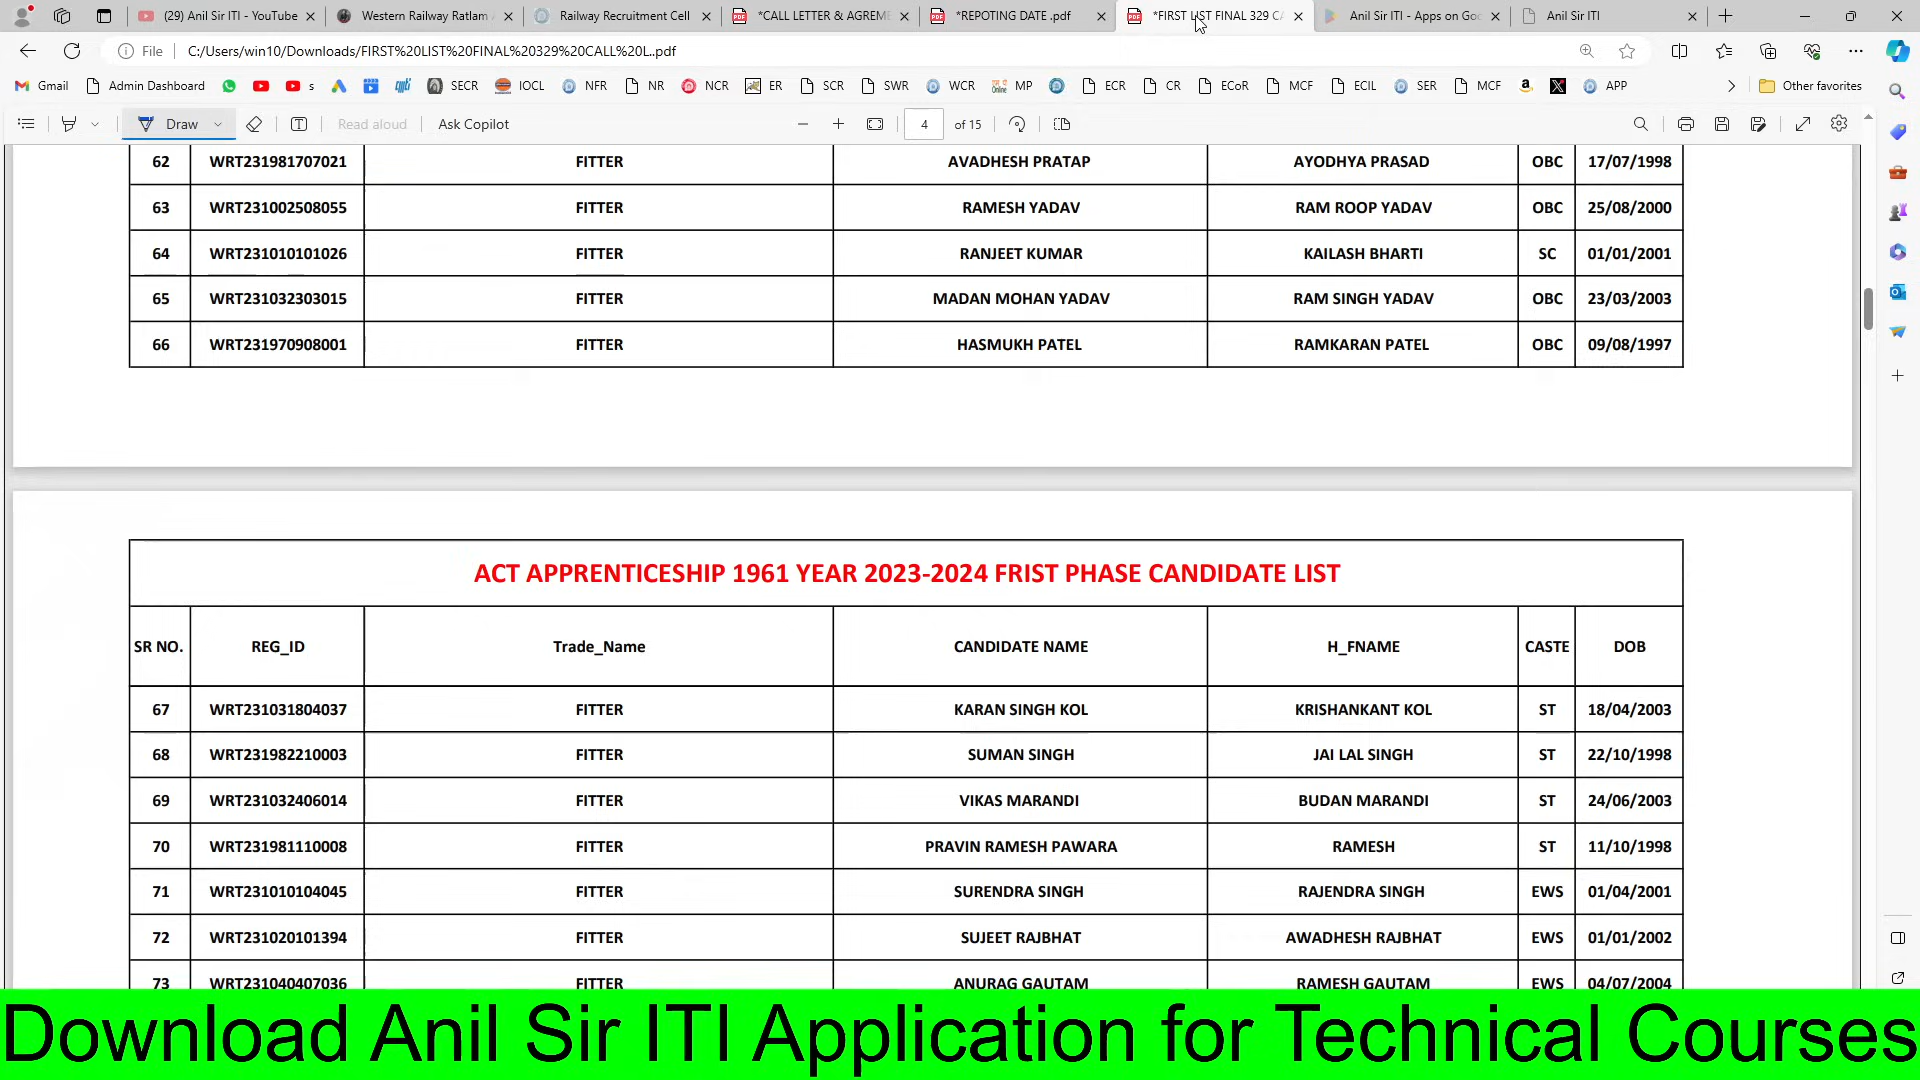 (29) Anil Sir ITI - YouTube
Western Railway Ratlam
Railway Recruitment Cell
*CALL LETTER & AGREME
*REPOTING DATE .pdf
*FIRST LIST FINAL 329 CA
Anil Sir ITI - Apps on Goo
Anil Sir ITI
File C:/Users/win10/Downloads/FIRST%20LIST%20FINAL%20329%20CALL%20L..pdf
Gmail Admin Dashboard s SECR IOCL NFR NR NCR ER SCR SWR WCR MP ECR CR ECoR MCF ECIL SER MCF APP Other favorites
Draw Read aloud Ask Copilot 4 of 15
62 WRT231981707021 FITTER AVADHESH PRATAP AYODHYA PRASAD OBC 17/07/1998
63 WRT231002508055 FITTER RAMESH YADAV RAM ROOP YADAV OBC 25/08/2000
64 WRT231010101026 FITTER RANJEET KUMAR KAILASH BHARTI SC 01/01/2001
65 WRT231032303015 FITTER MADAN MOHAN YADAV RAM SINGH YADAV OBC 23/03/2003
66 WRT231970908001 FITTER HASMUKH PATEL RAMKARAN PATEL OBC 09/08/1997
ACT APPRENTICESHIP 1961 YEAR 2023-2024 FRIST PHASE CANDIDATE LIST
SR NO. REG_ID Trade_Name CANDIDATE NAME H_FNAME CASTE DOB
67 WRT231031804037 FITTER KARAN SINGH KOL KRISHANKANT KOL ST 18/04/2003
68 WRT231982210003 FITTER SUMAN SINGH JAI LAL SINGH ST 22/10/1998
69 WRT231032406014 FITTER VIKAS MARANDI BUDAN MARANDI ST 24/06/2003
70 WRT231981110008 FITTER PRAVIN RAMESH PAWARA RAMESH ST 11/10/1998
71 WRT231010104045 FITTER SURENDRA SINGH RAJENDRA SINGH EWS 01/04/2001
72 WRT231020101394 FITTER SUJEET RAJBHAT AWADHESH RAJBHAT EWS 01/01/2002
73 WRT231040407036 FITTER ANURAG GAUTAM RAMESH GAUTAM EWS 04/07/2004
Download Anil Sir ITI Application for Technical Courses